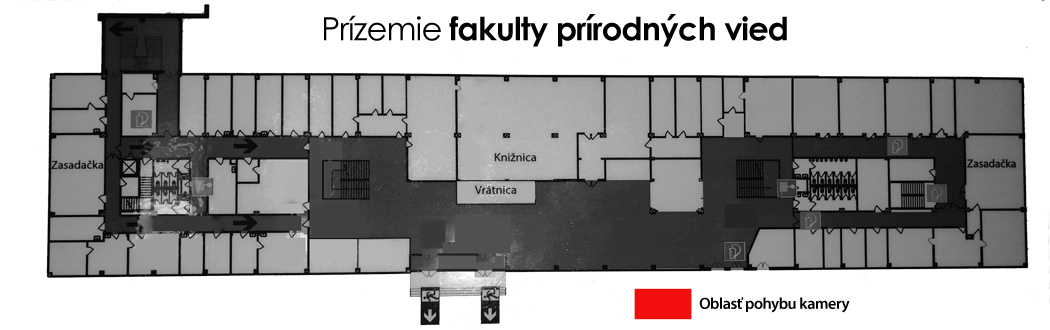 Prízemie fakulty prírodných vied
Knižnica
Zasadačka
Zasadačka
Vrátnica
Oblasť pohybu kamery